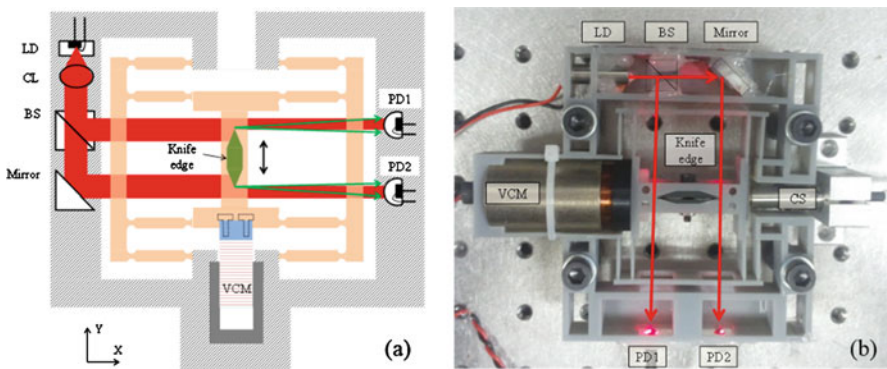 LD
CL
BS
Mirror
Knife
edge
PD1
PD2
VCM
Y
X
(a)
LD
BS
Mirror
Knife
edge
VCM
CS
PD1
PD2
(b)